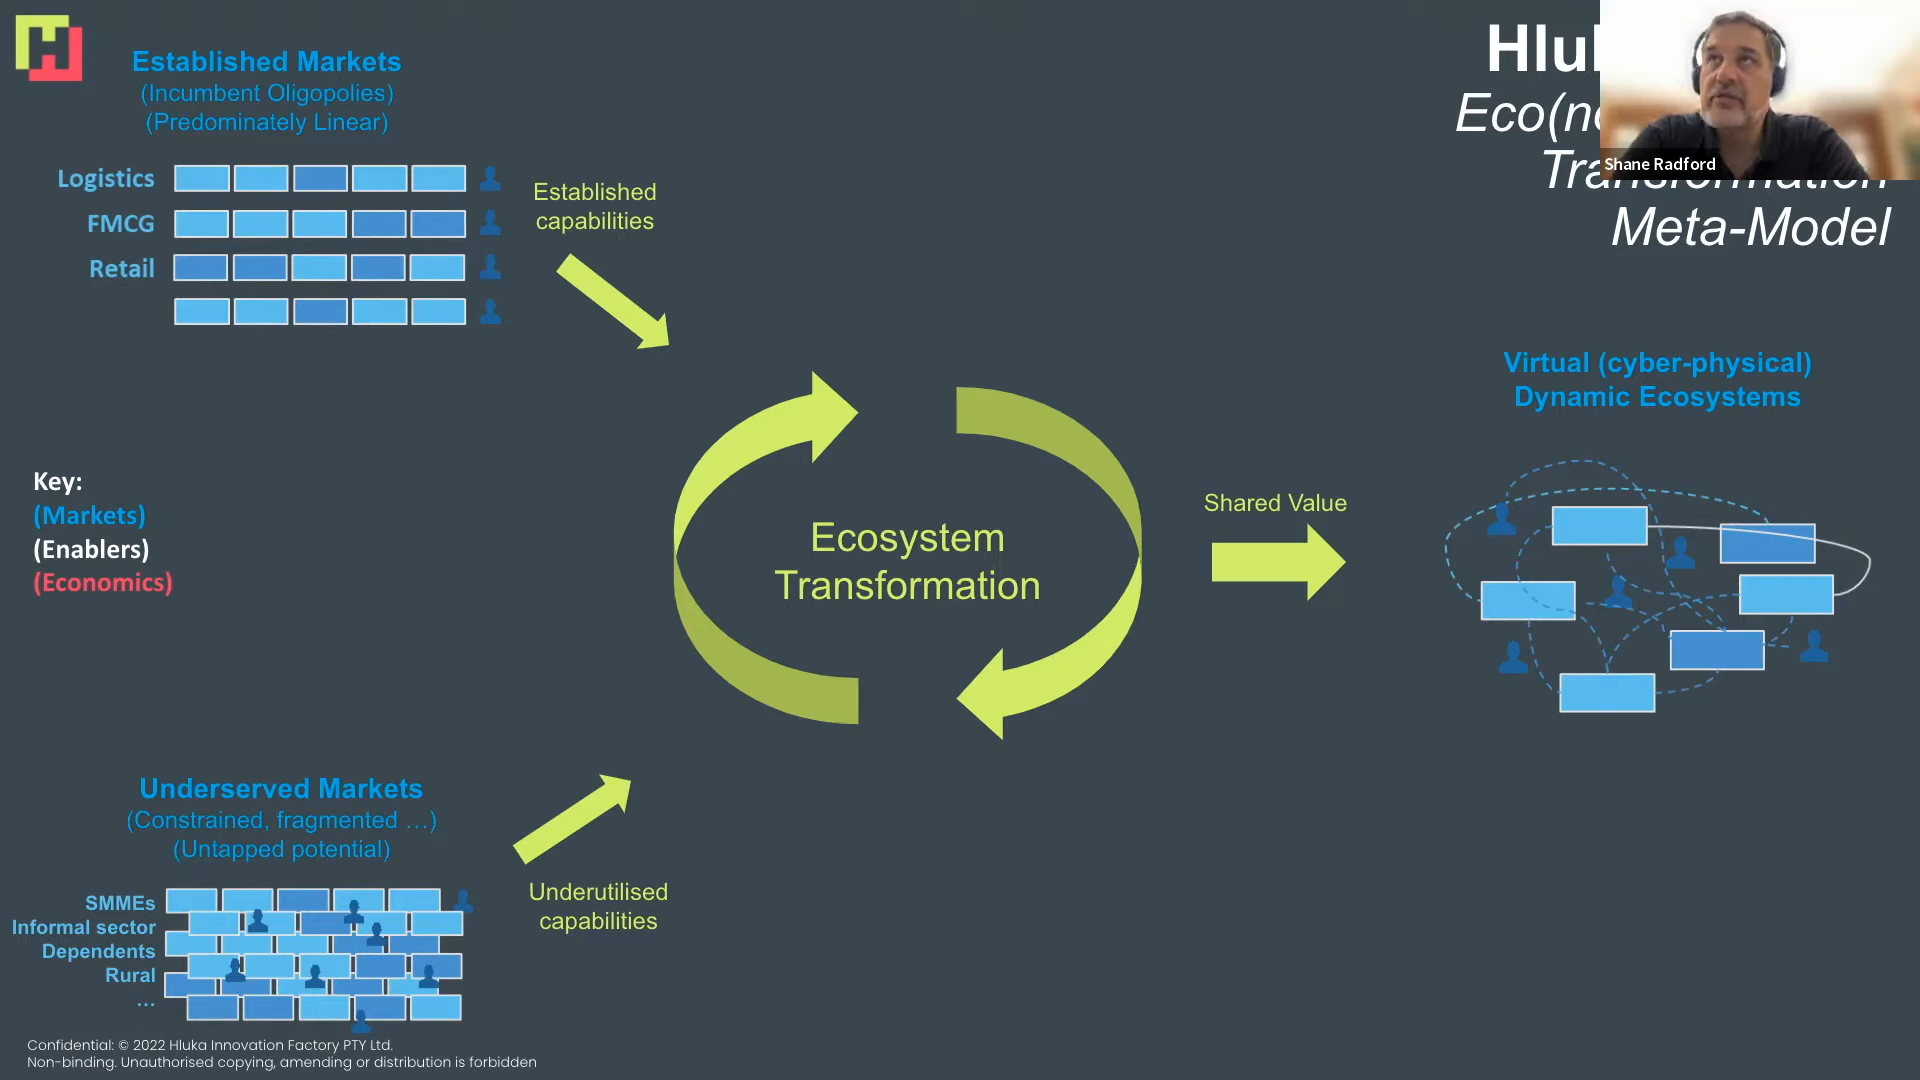 Established Markets
(Incumbent Oligopolies)
(Predominately Linear)
Logistics
FMCG
Retail
Established
capabilities
Shane Radford
Meta-Model
Virtual (cyber-physical)
Dynamic Ecosystems
Key:
(Markets)
(Enablers)
(Economics)
Ecosystem
Transformation
Shared Value
Underserved Markets
(Constrained, fragmented …)
(Untapped potential)
SMMEs
Informal sector
Dependents
Rural
…
Underutilised
capabilities
Confidential: © 2022 Hluka Innovation Factory PTY Ltd.
Non-binding. Unauthorised copying, amending or distribution is forbidden